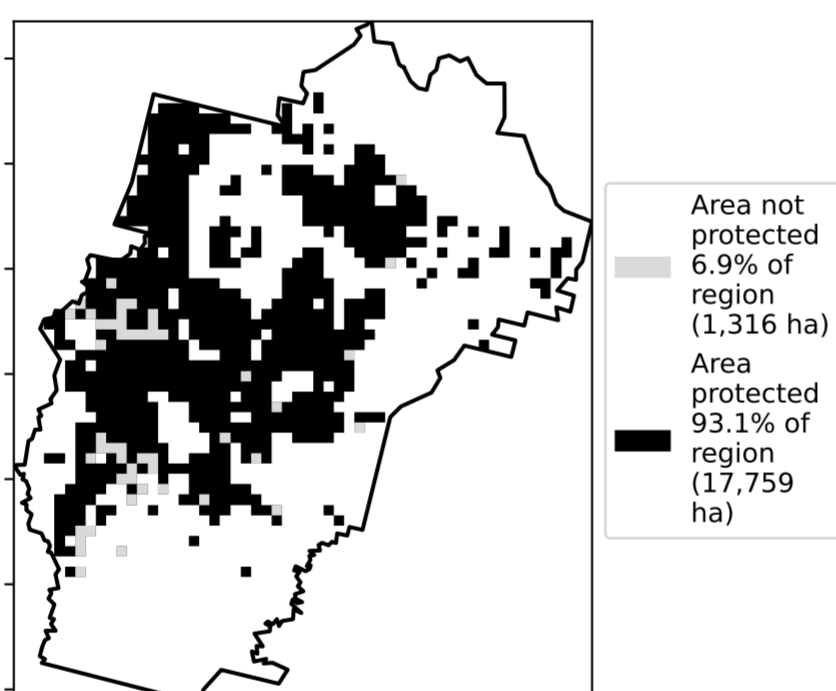 Area not
protected
6.9% of
region
(1,316 ha)
Area
protected
93.1% of
region
(17,759
ha)